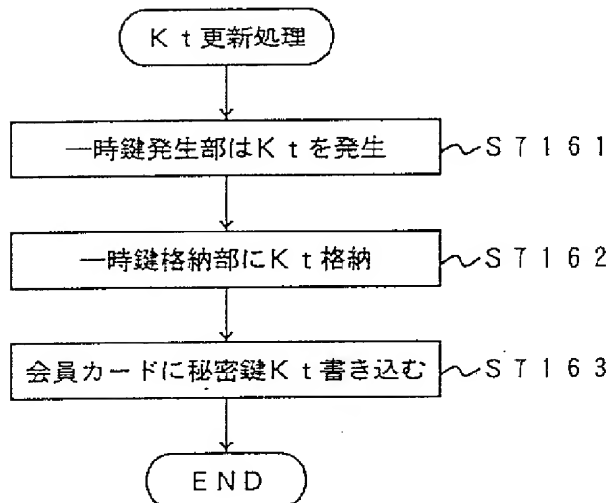 Kt更新処理
一時鍵発生部はKtを発生
S7161
一時鍵格納部にKt格納
S7162
会員カードに秘密鍵Kt書き込む
S7163
END